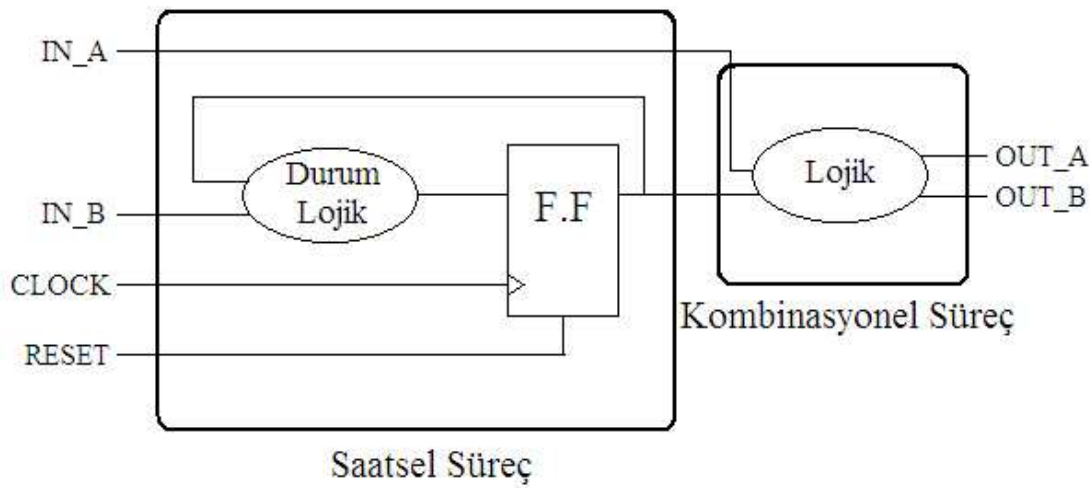 IN_A
Durum
Lojik
F.F
Lojik
OUT_A
OUT_B
IN_B
CLOCK
RESET
Kombinasyonel Süreç
Saatsel Süreç